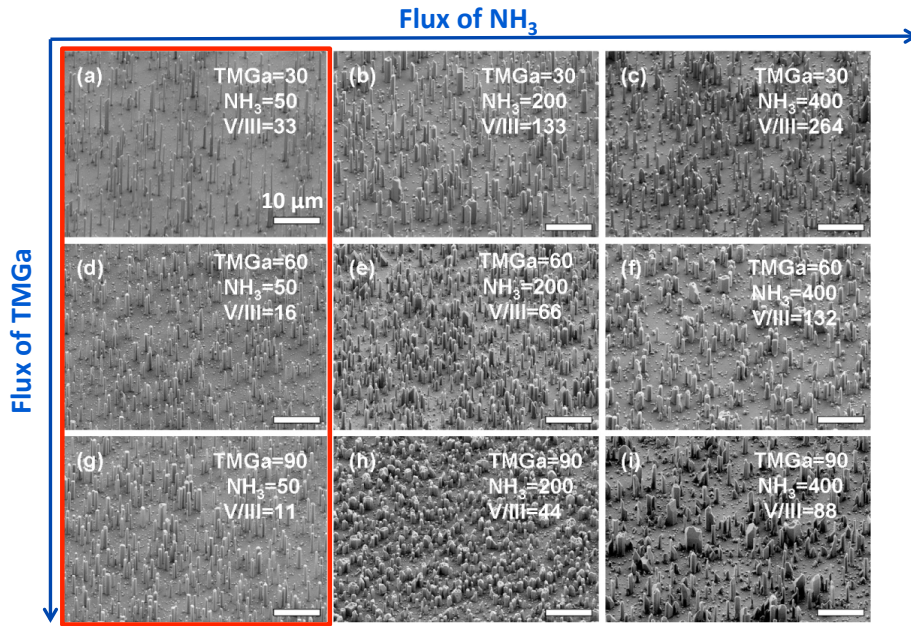 Flux of NH₃
Flux of TMGa
(a) TMGa=30
NH₃=50
V/III=33
10 µm
(b) TMGa=30
NH₃=200
V/III=133
(c) TMGa=30
NH₃=400
V/III=264
(d) TMGa=60
NH₃=50
V/III=16
(e) TMGa=60
NH₃=200
V/III=66
(f) TMGa=60
NH₃=400
V/III=132
(g) TMGa=90
NH₃=50
V/III=11
(h) TMGa=90
NH₃=200
V/III=44
(i) TMGa=90
NH₃=400
V/III=88